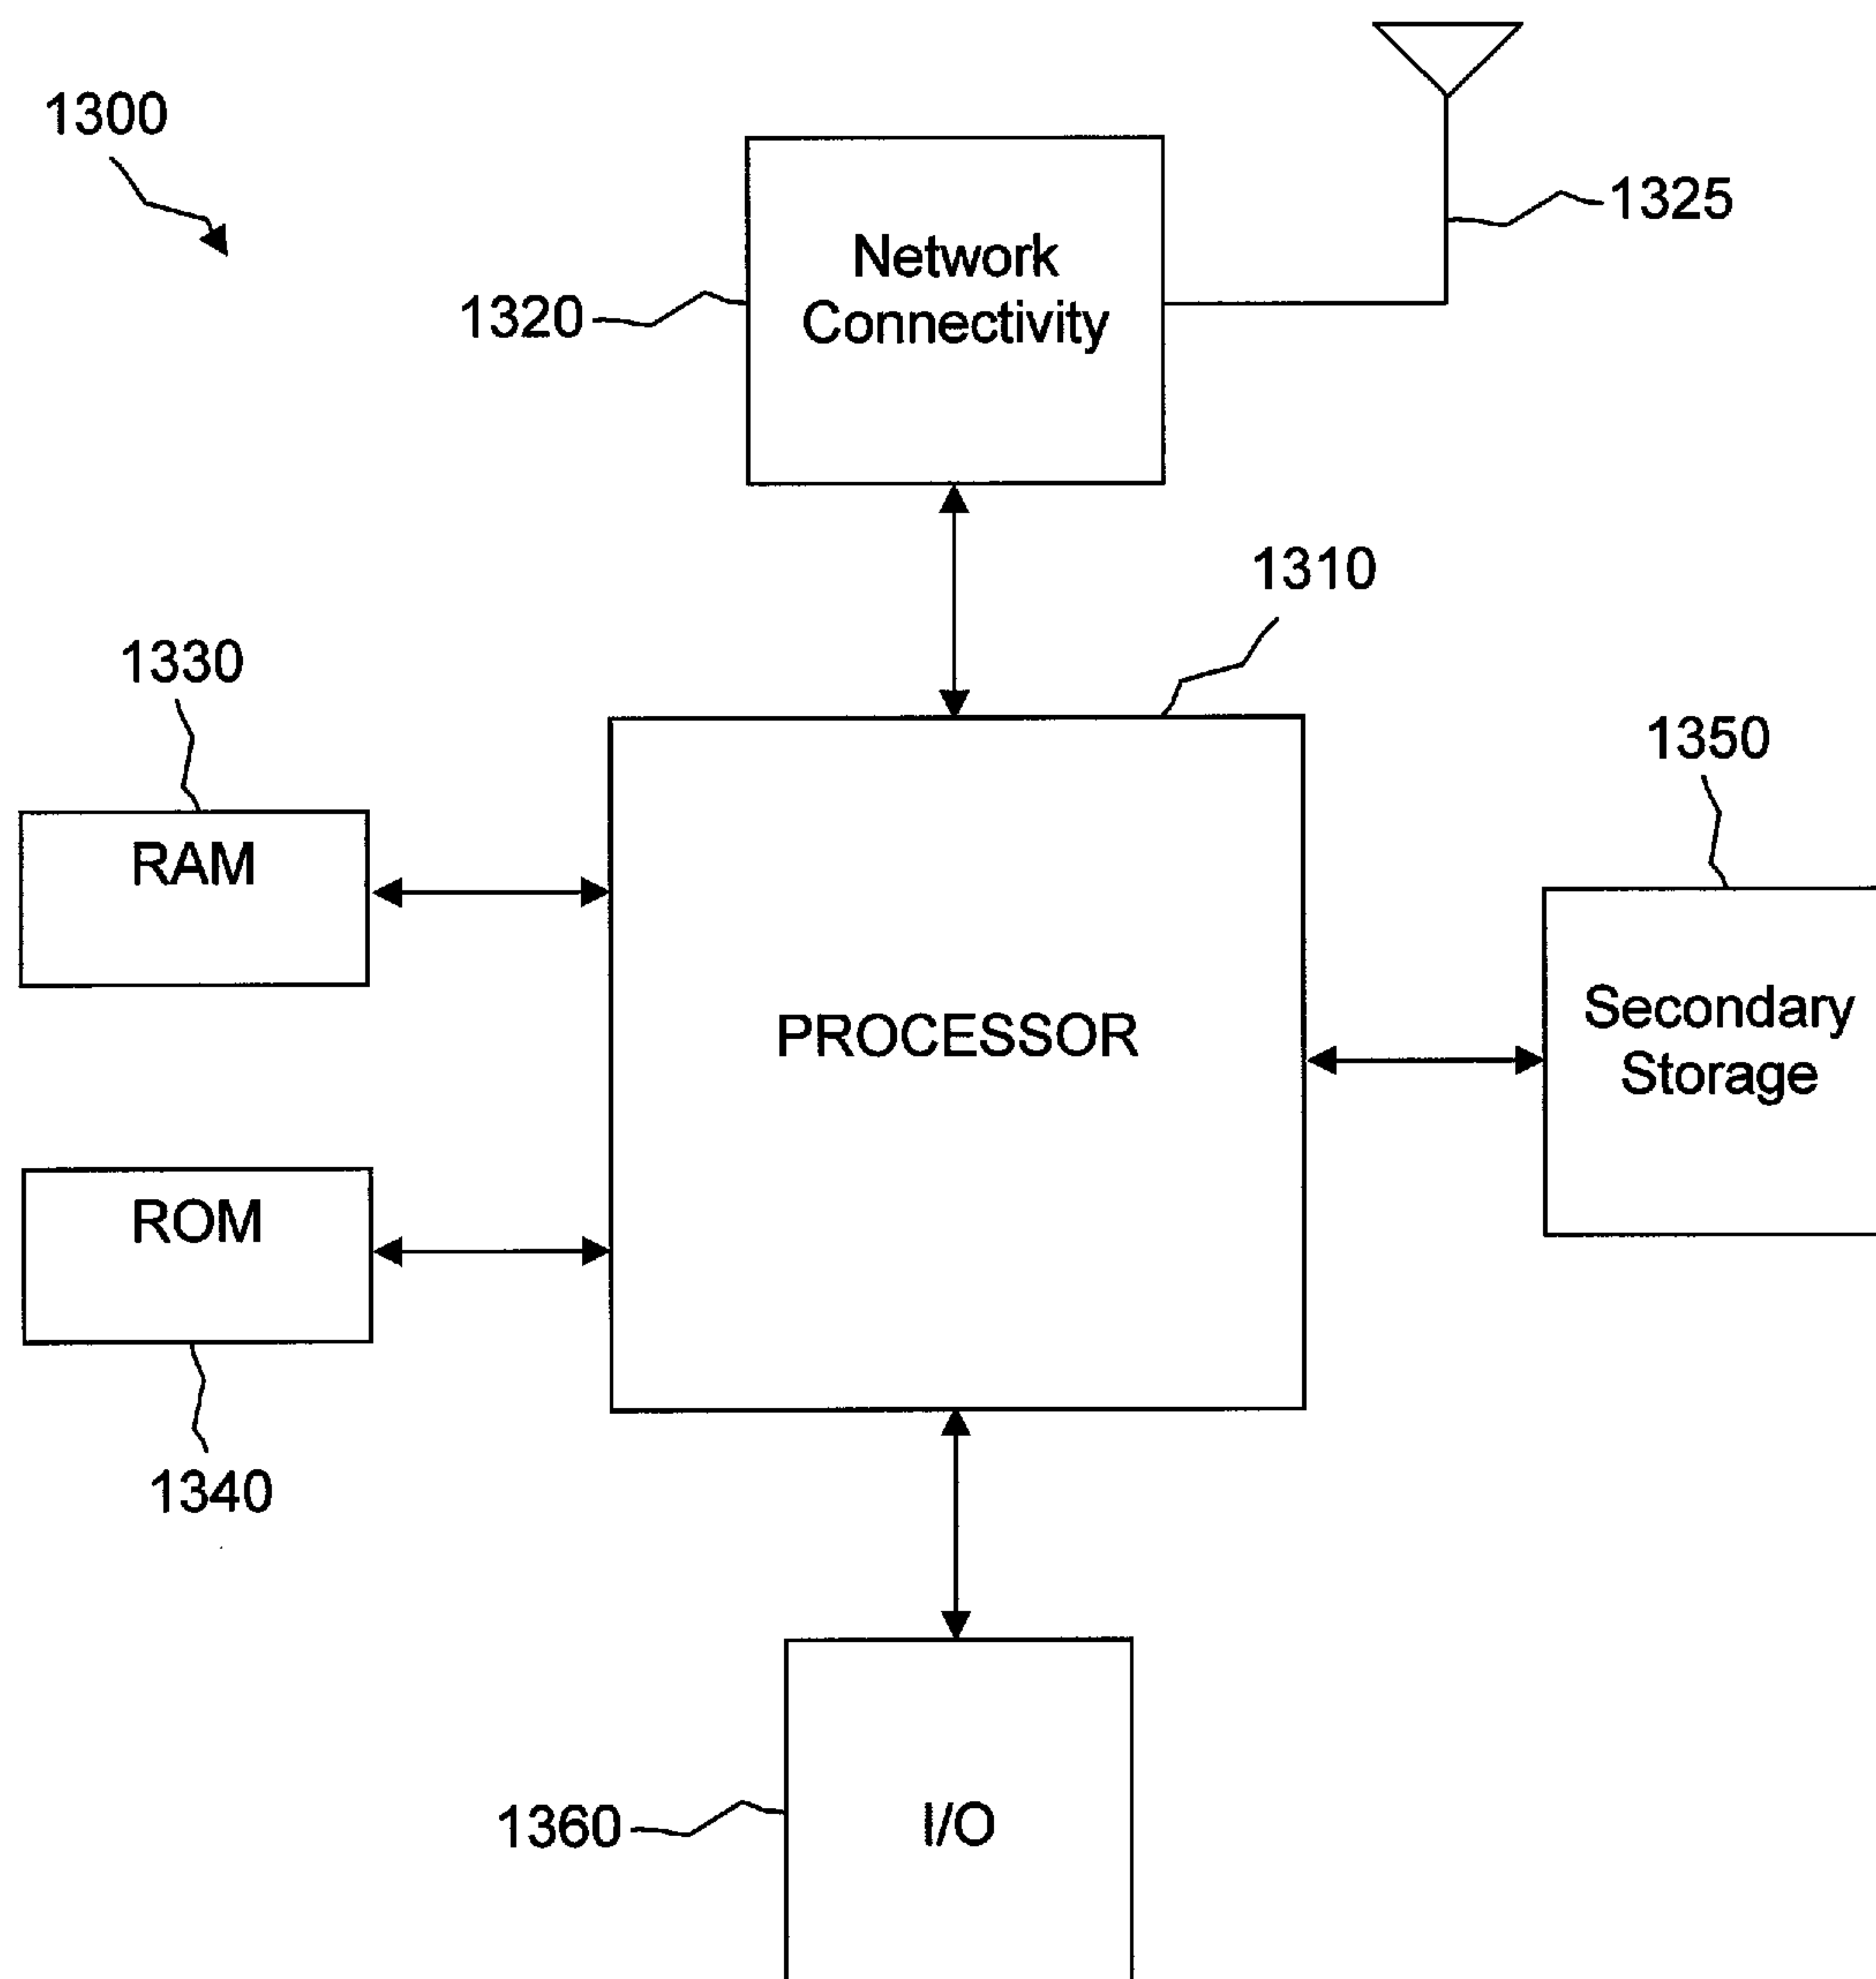 1300
1325
Network
Connectivity
1320
1310
1330
1350
RAM
Secondary
Storage
PROCESSOR
ROM
1340
1360
I/O